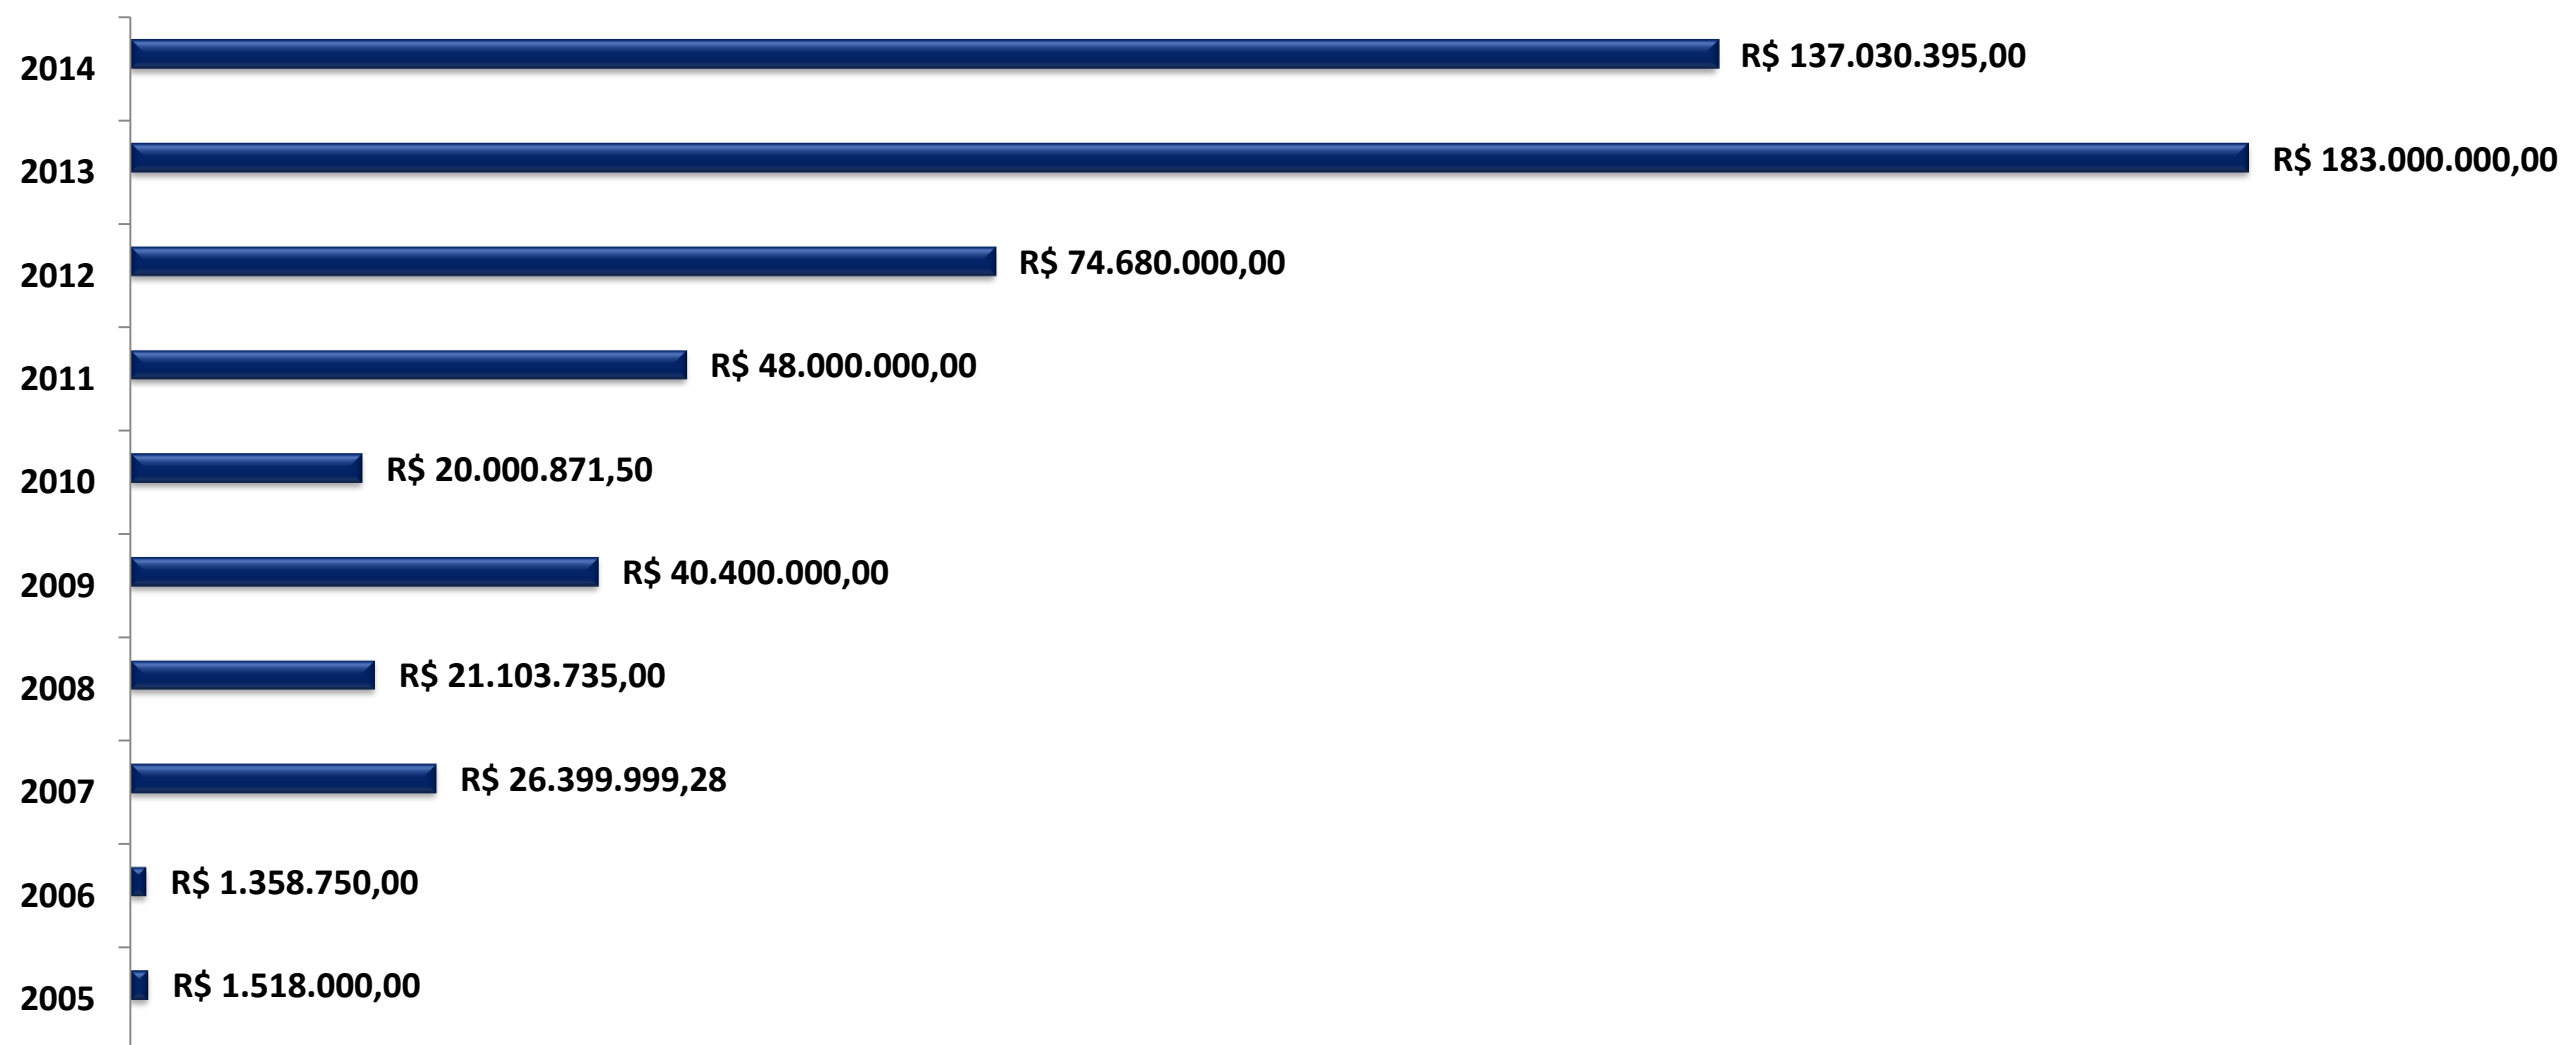 2014 R$ 137.030.395,00
2013 R$ 183.000.000,00
2012 R$ 74.680.000,00
2011 R$ 48.000.000,00
2010 R$ 20.000.871,50
2009 R$ 40.400.000,00
2008 R$ 21.103.735,00
2007 R$ 26.399.999,28
2006 R$ 1.358.750,00
2005 R$ 1.518.000,00